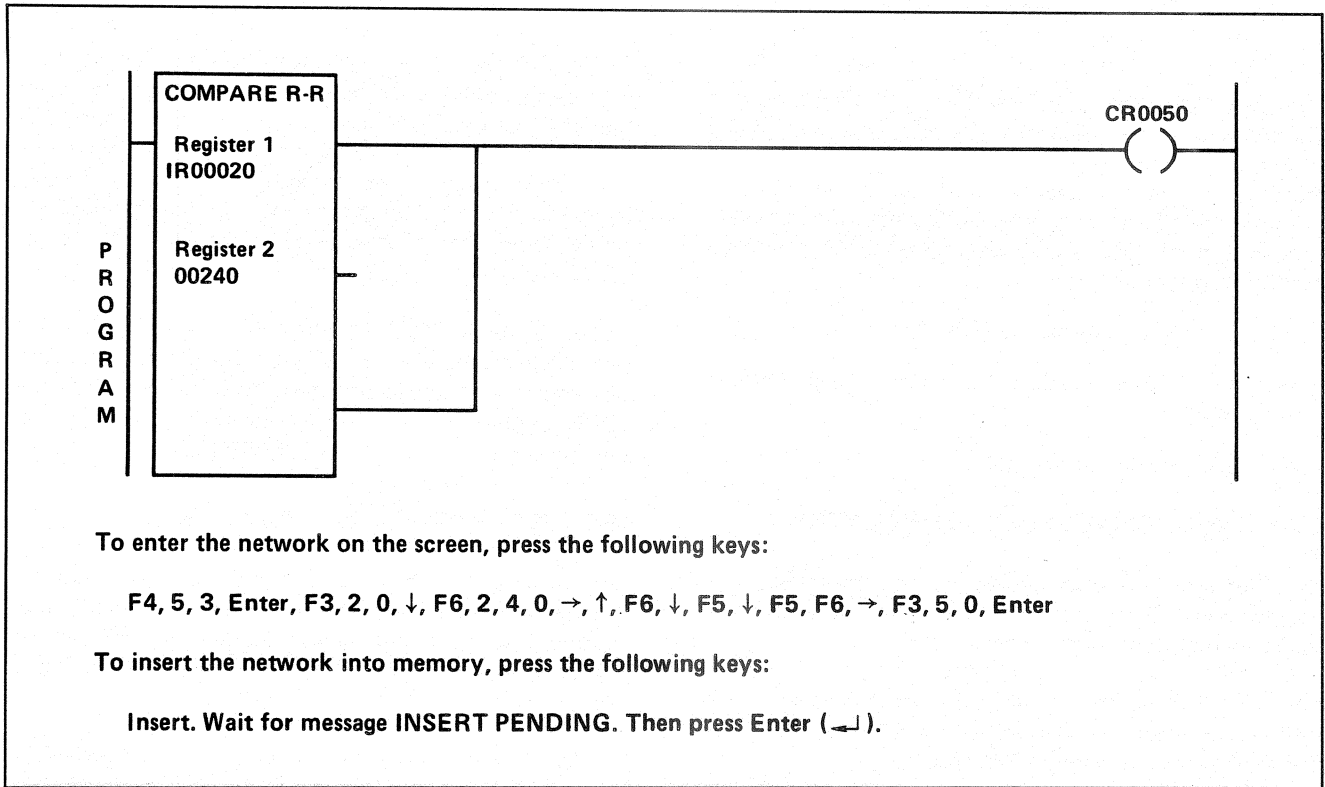 COMPARE R-R
Register 1
IR00020
Register 2
00240
CR0050
( )
PROGRAM
To enter the network on the screen, press the following keys:
F4, 5, 3, Enter, F3, 2, 0, ↓, F6, 2, 4, 0, →, ↑, F6, ↓, F5, ↓, F5, F6, →, F3, 5, 0, Enter
To insert the network into memory, press the following keys:
Insert. Wait for message INSERT PENDING. Then press Enter (↵).